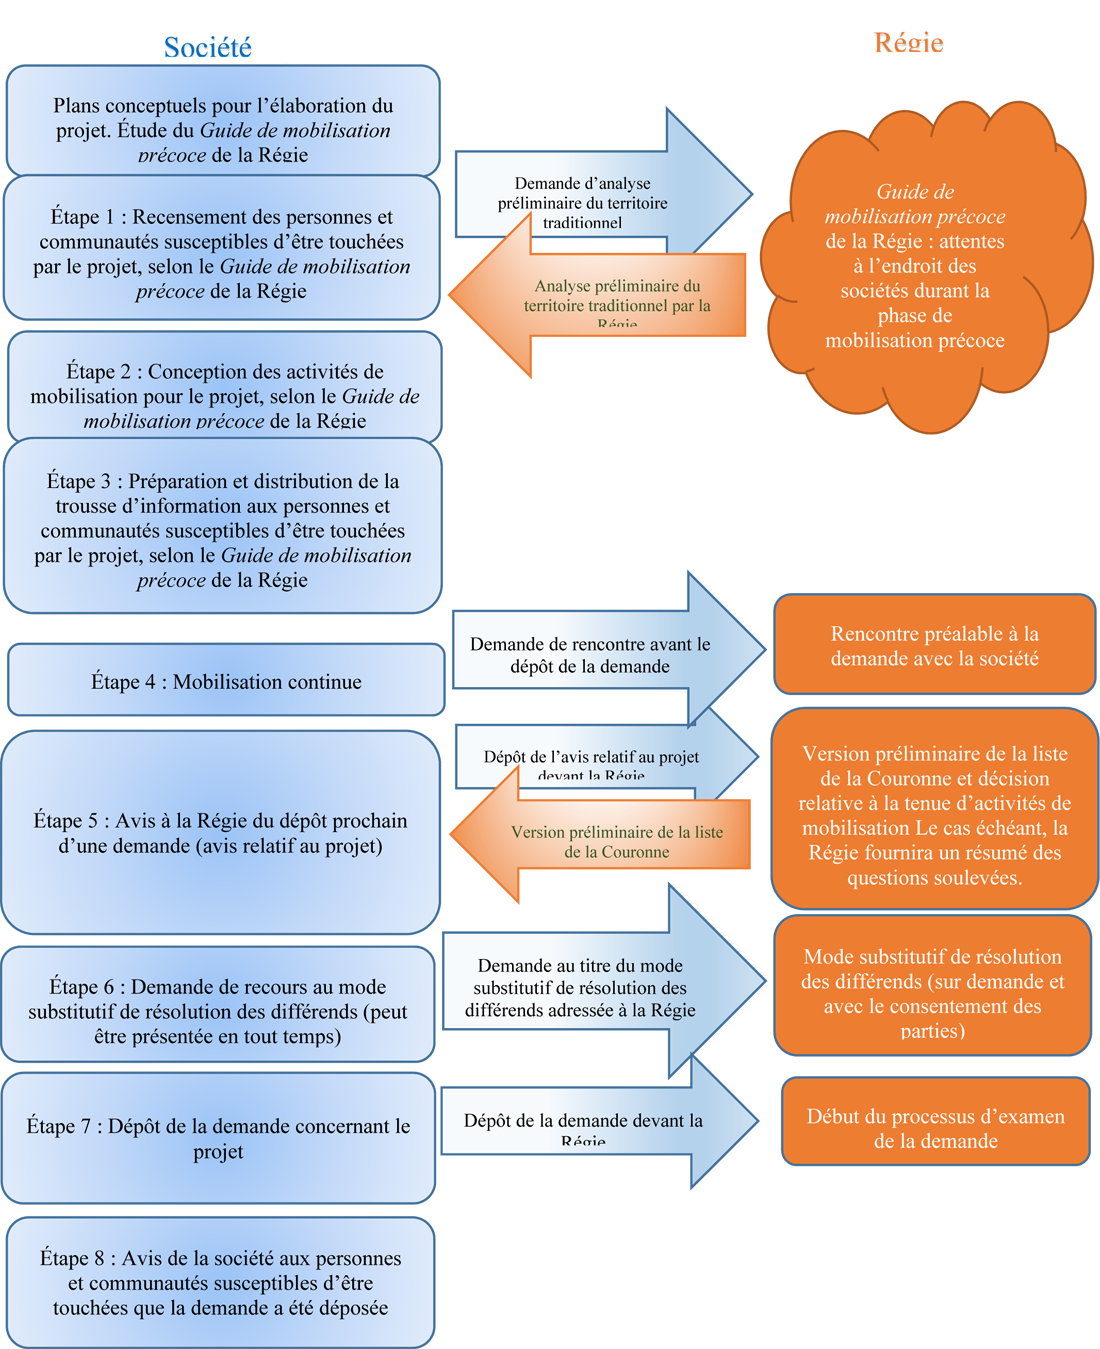 Société
Régie
Plans conceptuels pour l’élaboration du
projet. Étude du Guide de mobilisation
précoce de la Régie
Étape 1 : Recensement des personnes et
communautés susceptibles d’être touchées
par le projet, selon le Guide de mobilisation
précoce de la Régie
Demande d’analyse
préliminaire du territoire
traditionnel
Analyse préliminaire du
territoire traditionnel par la
Régie
Guide de
mobilisation précoce
de la Régie : attentes
à l’endroit des
sociétés durant la
phase de
mobilisation précoce
Étape 2 : Conception des activités de
mobilisation pour le projet, selon le Guide de
mobilisation précoce de la Régie
Étape 3 : Préparation et distribution de la
trousse d’information aux personnes et
communautés susceptibles d’être touchées
par le projet, selon le Guide de mobilisation
précoce de la Régie
Étape 4 : Mobilisation continue
Demande de rencontre avant le
dépôt de la demande
Rencontre préalable à la
demande avec la société
Étape 5 : Avis à la Régie du dépôt prochain
d’une demande (avis relatif au projet)
Dépôt de l’avis relatif au projet
devant la Régie
Version préliminaire de la liste
de la Couronne
Version préliminaire de la liste
de la Couronne et décision
relative à la tenue d’activités de
mobilisation Le cas échéant, la
Régie fournira un résumé des
questions soulevées.
Étape 6 : Demande de recours au mode
substitutif de résolution des différends (peut
être présentée en tout temps)
Demande au titre du mode
substitutif de résolution des
différends adressée à la Régie
Mode substitutif de résolution
des différends (sur demande et
avec le consentement des
parties)
Étape 7 : Dépôt de la demande concernant le
projet
Dépôt de la demande devant la
Régie
Début du processus d’examen
de la demande
Étape 8 : Avis de la société aux personnes
et communautés susceptibles d’être
touchées que la demande a été déposée